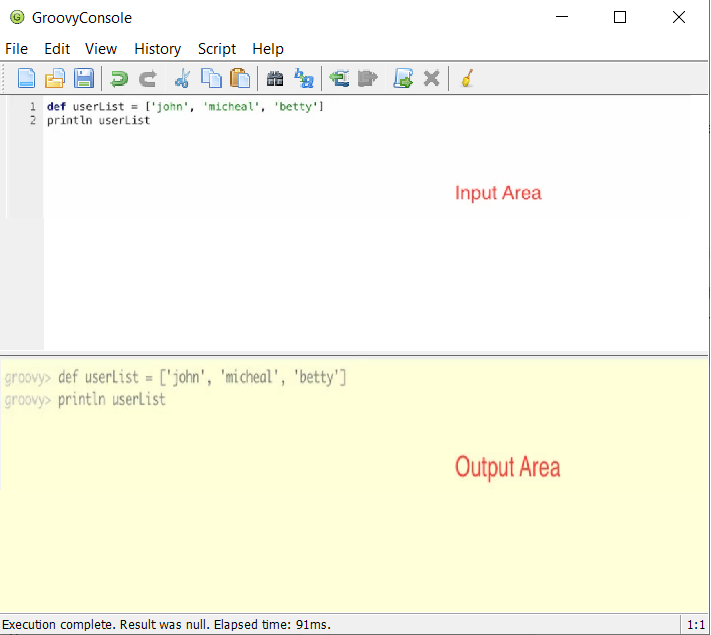 GroovyConsole
File Edit View History Script Help
1 def userList = ['john', 'micheal', 'betty']
2 println userList
Input Area
groovy> def userList = ['john', 'micheal', 'betty']
groovy> println userList
Output Area
Execution complete. Result was null. Elapsed time: 91ms. 1:1